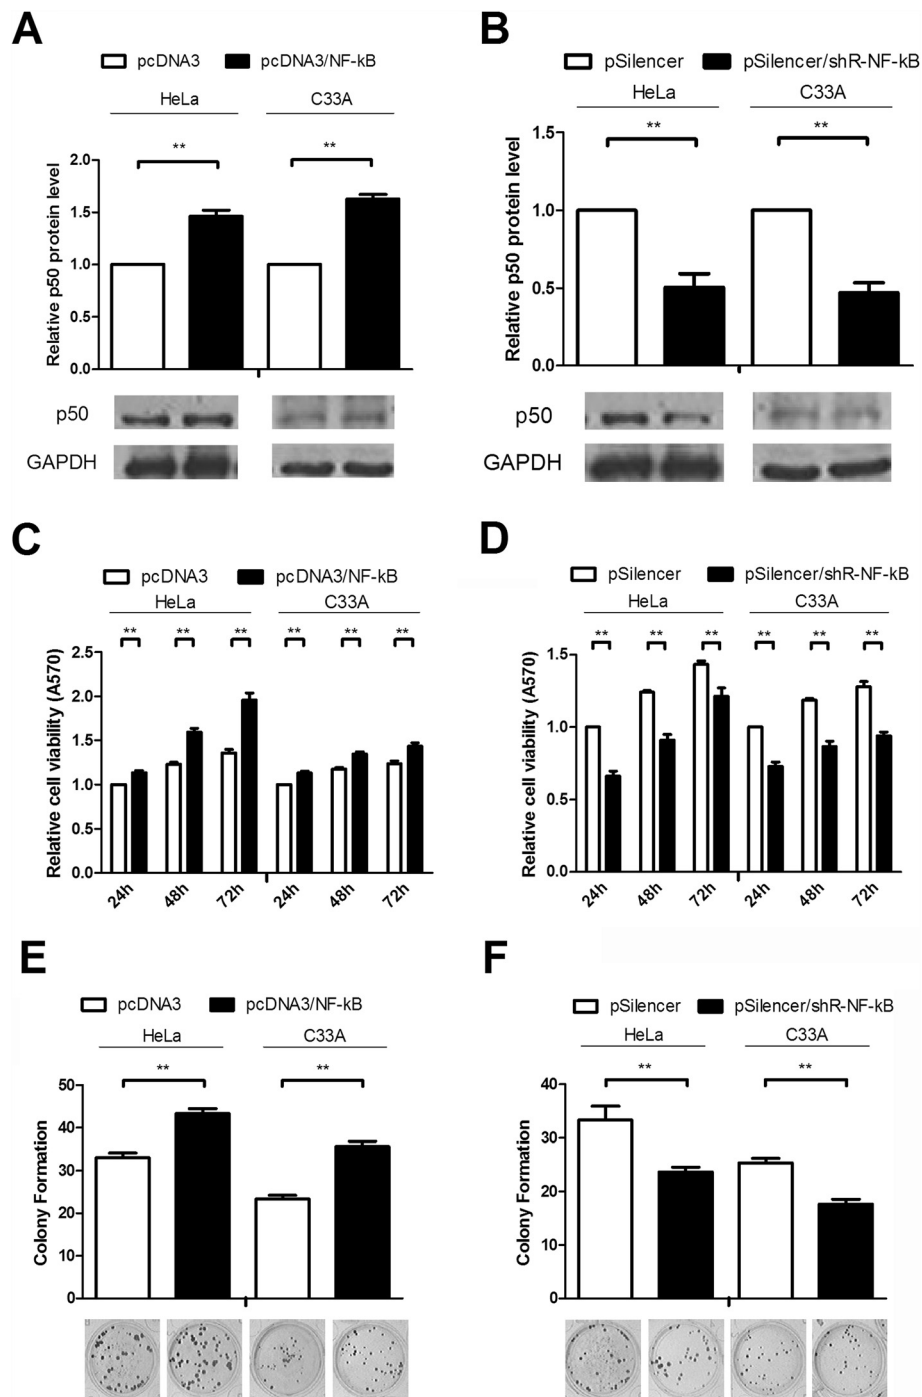 A
pcDNA3 pcDNA3/NF-kB
HeLa C33A
** **
Relative p50 protein level
2.0
1.5
1.0
0.5
0.0
p50
GAPDH
B
pSilencer pSilencer/shR-NF-kB
HeLa C33A
** **
Relative p50 protein level
1.5
1.0
0.5
0.0
p50
GAPDH
C
pcDNA3 pcDNA3/NF-kB
HeLa C33A
** ** ** ** ** **
Relative cell viability (A570)
2.5
2.0
1.5
1.0
0.5
0.0
24h 48h 72h 24h 48h 72h
D
pSilencer pSilencer/shR-NF-kB
HeLa C33A
** ** ** ** ** **
Relative cell viability (A570)
1.5
1.0
0.5
0.0
24h 48h 72h 24h 48h 72h
E
pcDNA3 pcDNA3/NF-kB
HeLa C33A
** **
Colony Formation
50
40
30
20
10
0
F
pSilencer pSilencer/shR-NF-kB
HeLa C33A
** **
Colony Formation
40
30
20
10
0